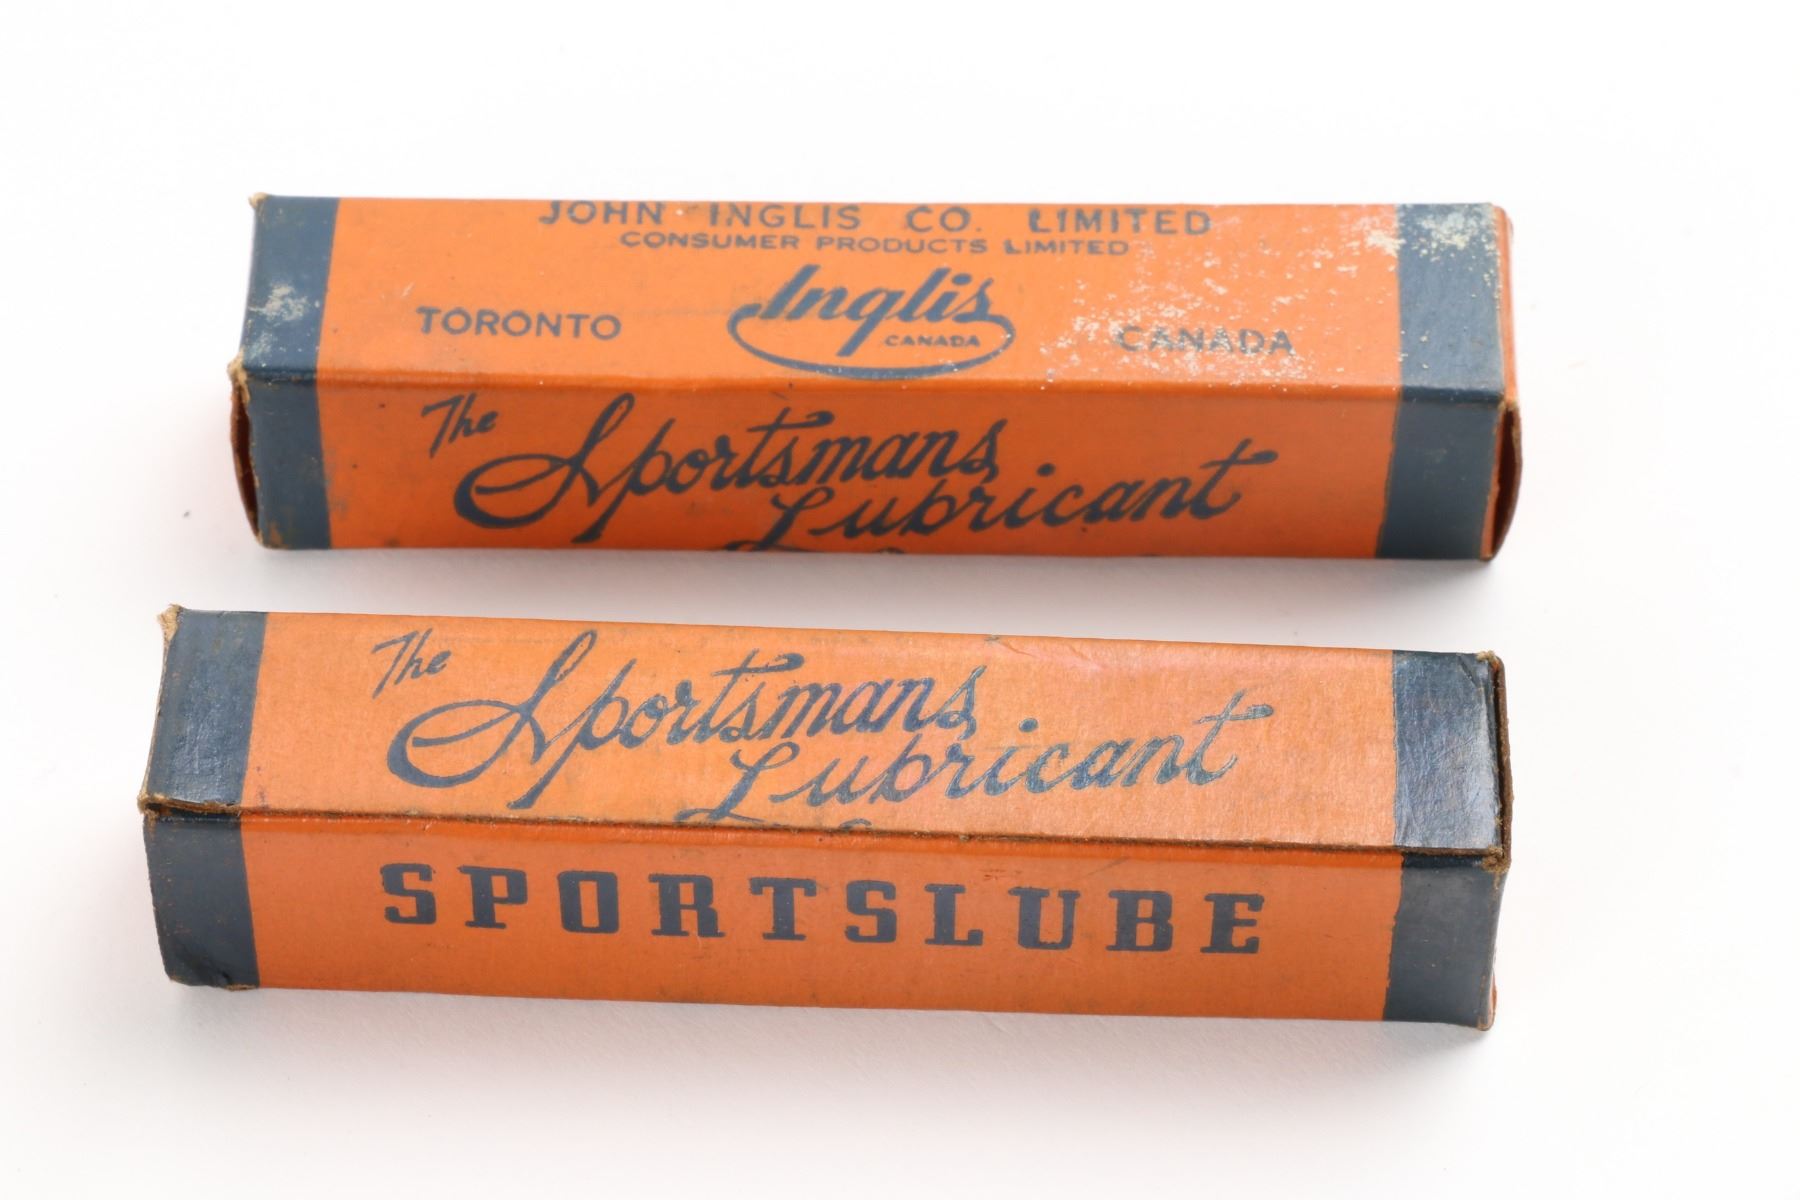 JOHN INGLIS CO. LIMITED
CONSUMER PRODUCTS LIMITED
TORONTO Inglis CANADA
CANADA
The Sportsmans
Lubricant
The Sportsmans
Lubricant
SPORTSLUBE